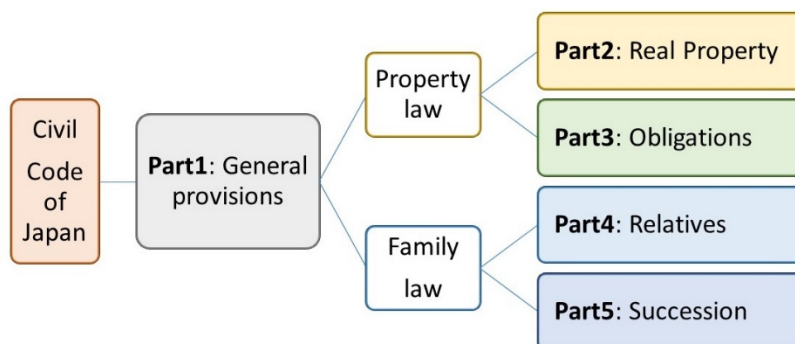 Civil
Code
of
Japan
Part1: General
provisions
Property
law
Family
law
Part2: Real Property
Part3: Obligations
Part4: Relatives
Part5: Succession